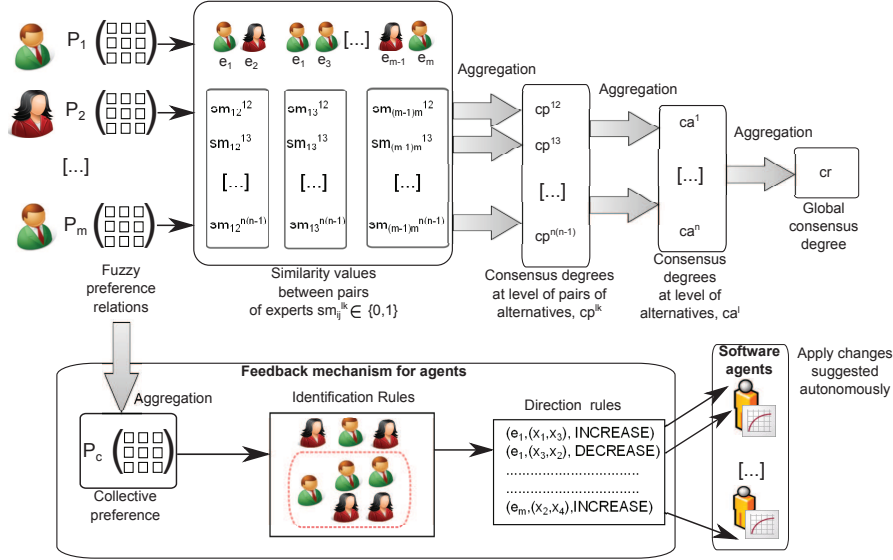 P1
e1 e2 e1 e3 [...] em-1 em
Aggregation
Aggregation
Aggregation
P2
sm12^12 sm13^12 sm(m-1)m^12
sm12^13 sm13^13 sm(m-1)m^13
[...] [...] [...]
sm12^n(n-1) sm13^n(n-1) sm(m-1)m^n(n-1)
[...]
Pm
cp^12
cp^13
[...]
cp^n(n-1)
ca^1
[...]
ca^n
cr
Global
consensus
degree
Fuzzy
preference
relations
Similarity values
between pairs
of experts smij^lk ∈ {0,1}
Consensus degrees
at level of pairs of
alternatives, cp^lk
Consensus
degrees
at level of
alternatives, ca^l
Feedback mechanism for agents
Aggregation
Pc
Collective
preference
Identification Rules
Direction rules
(e1,(x1,x3), INCREASE)
(e1,(x3,x2), DECREASE)
..................................
..................................
(em,(x2,x4),INCREASE)
Software
agents
[...]
Apply changes
suggested
autonomously